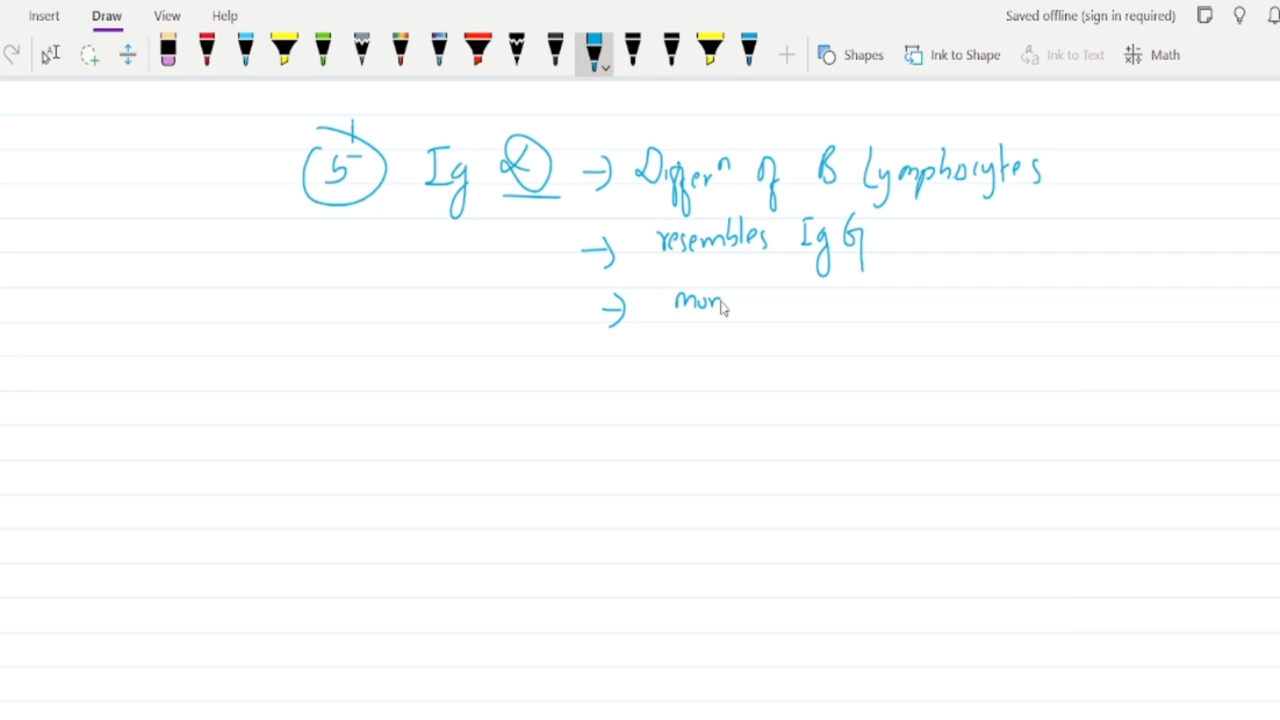 Insert Draw View Help Saved offline (sign in required)
Shapes Ink to Shape Ink to Text Math
5 Ig D → Differⁿ of B Lymphocytes
→ resembles Ig G
→ mon